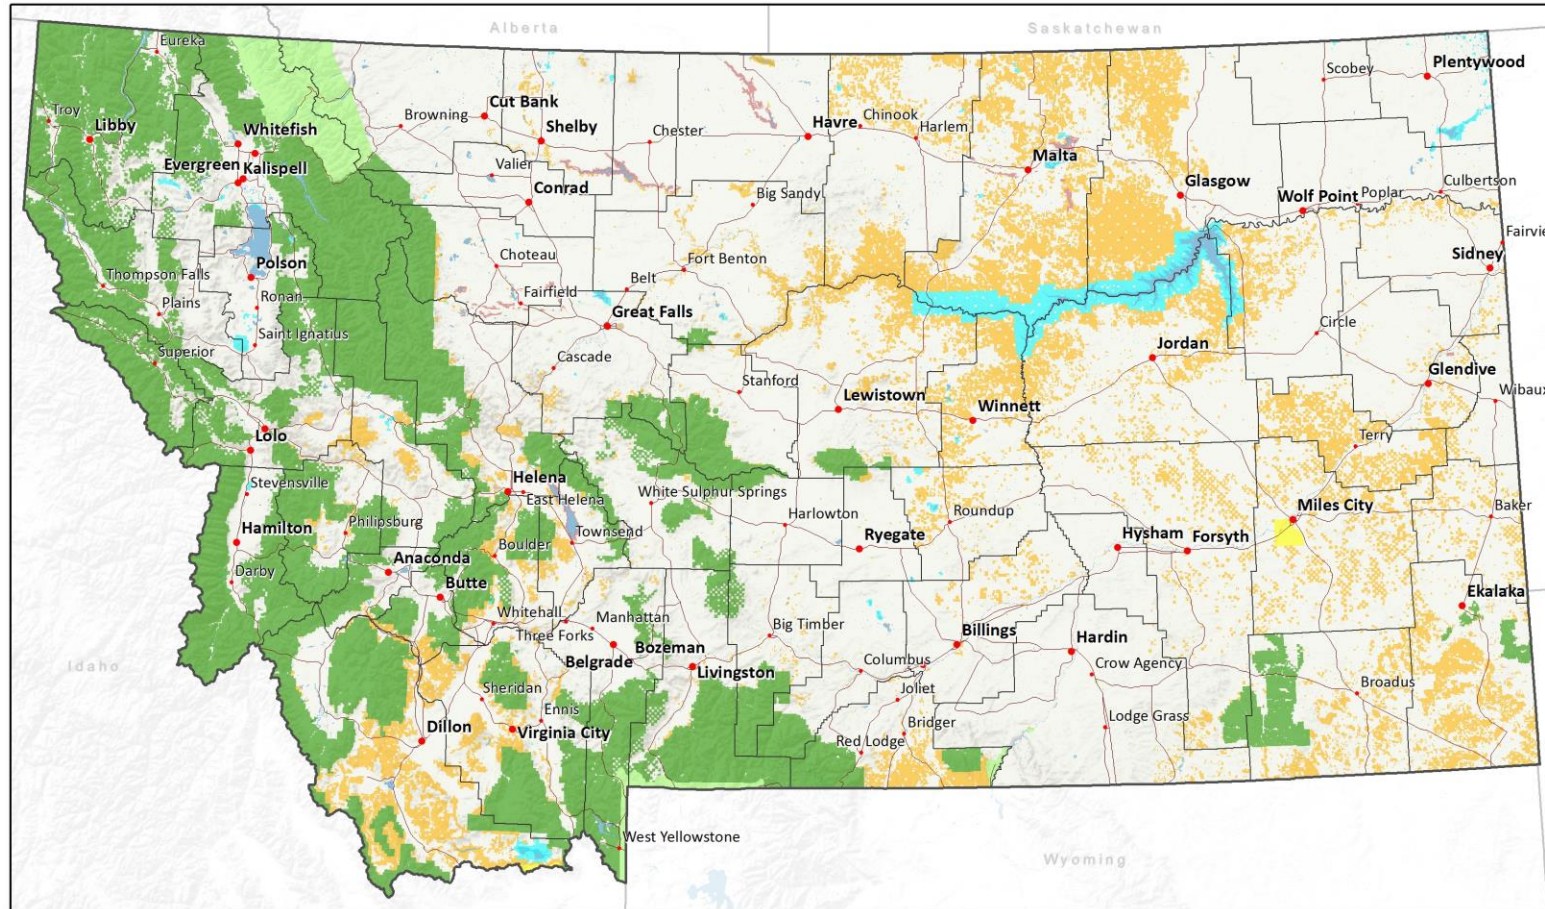 Alberta
Saskatchewan
Eureka
Plentywood
Scobey
Cut Bank
Troy
Libby
Browning
Shelby
Whitefish
Chester
Havre
Chinook
Harlem
Evergreen
Kalispell
Valier
Conrad
Malta
Glasgow
Wolf Point
Poplar
Culbertson
Big Sandy
Fairvie
Sidney
Polson
Choteau
Fort Benton
Thompson Falls
Belt
Ronan
Plains
Fairfield
Great Falls
Saint Ignatius
Circle
Superior
Cascade
Jordan
Stanford
Glendive
Wibaux
Lewistown
Winnett
Lolo
Terry
Helena
East Helena
Stevensville
White Sulphur Springs
Miles City
Baker
Harlowton
Roundup
Philipsburg
Hamilton
Townsend
Ryegate
Hysham
Forsyth
Boulder
Anaconda
Darby
Butte
Ekalaka
Whitehall
Manhattan
Three Forks
Big Timber
Billings
Hardin
Belgrade
Bozeman
Idaho
Livingston
Columbus
Crow Agency
Sheridan
Joliet
Broadus
Ennis
Dillon
Virginia City
Bridger
Lodge Grass
Red Lodge
West Yellowstone
Wyoming